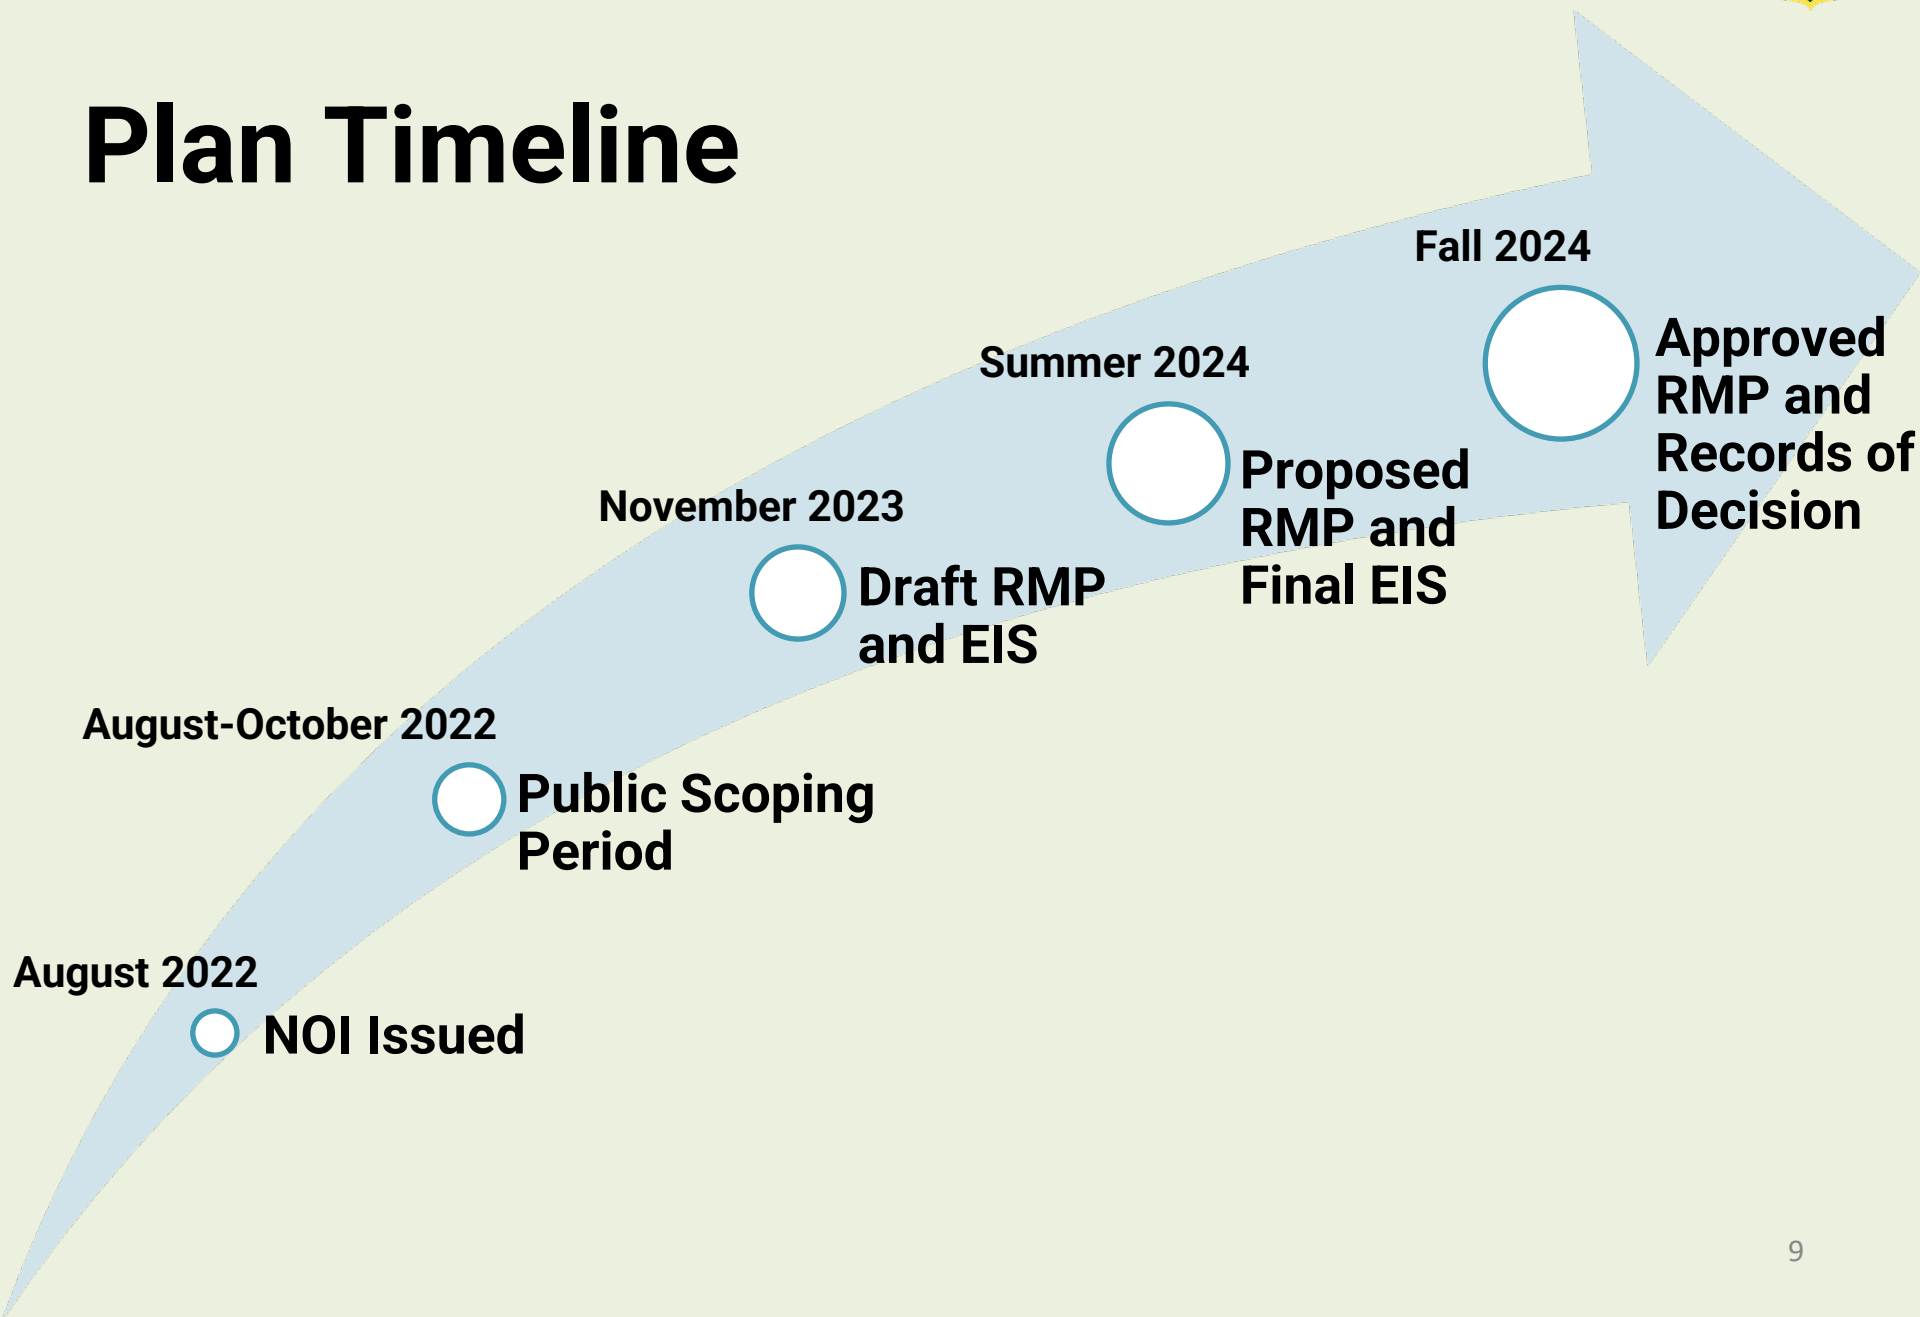 Plan Timeline
Fall 2024
Approved
RMP and
Records of
Decision
Summer 2024
Proposed
RMP and
Final EIS
November 2023
Draft RMP
and EIS
August-October 2022
Public Scoping
Period
August 2022
NOI Issued
9